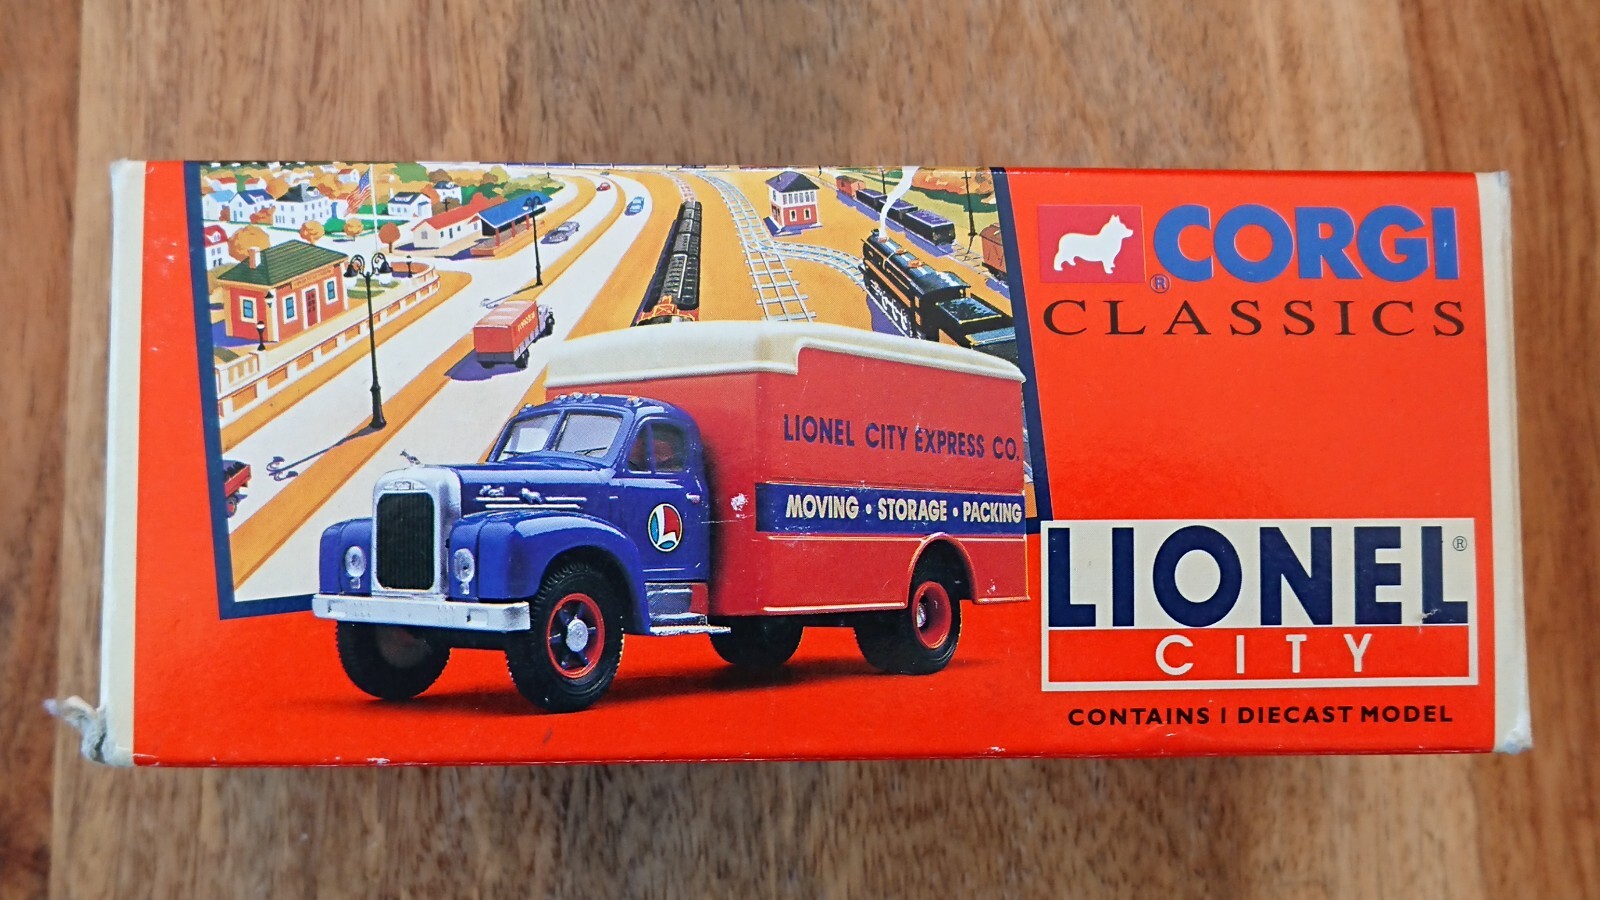 ® CORGI
CLASSICS
LIONEL CITY EXPRESS CO.
MOVING • STORAGE • PACKING
L
LIONEL®
CITY
CONTAINS 1 DIECAST MODEL